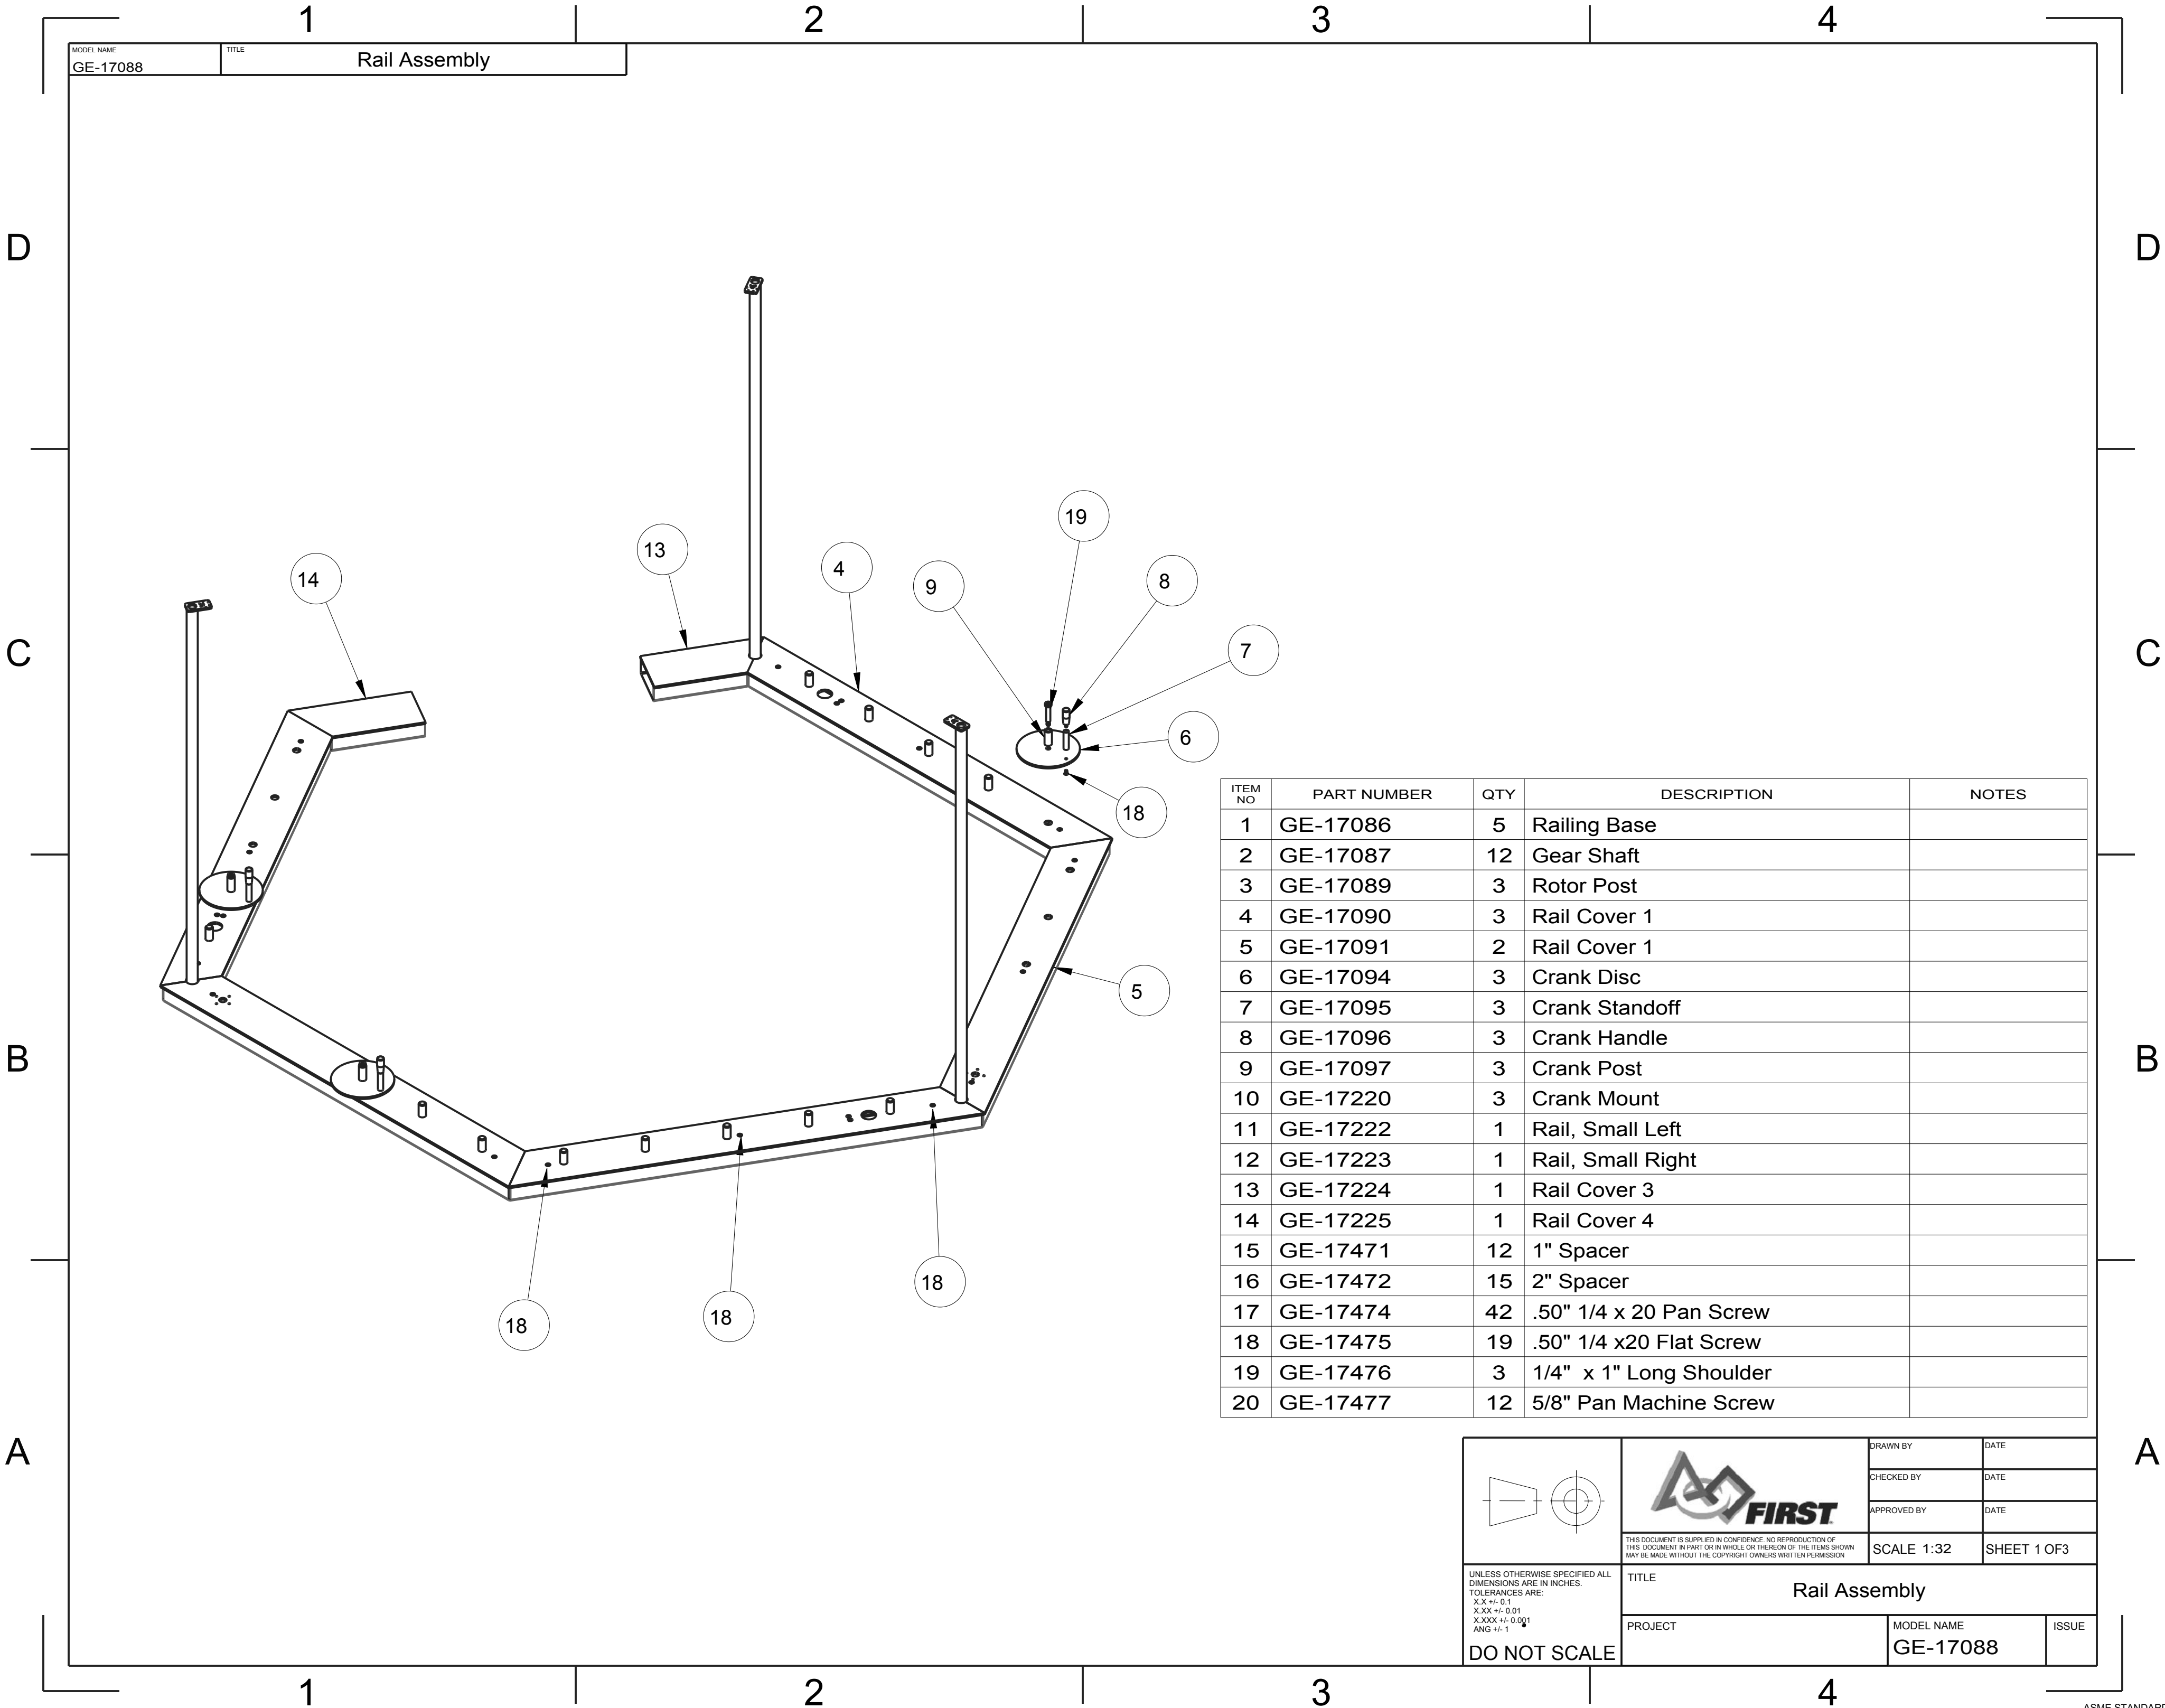 1 2 3 4
MODEL NAME
GE-17088
TITLE
Rail Assembly
D D
C C
B B
A A
14
13
4
9
19
8
7
6
18
5
18
18
18
ITEM NO PART NUMBER QTY DESCRIPTION NOTES
1 GE-17086 5 Railing Base
2 GE-17087 12 Gear Shaft
3 GE-17089 3 Rotor Post
4 GE-17090 3 Rail Cover 1
5 GE-17091 2 Rail Cover 1
6 GE-17094 3 Crank Disc
7 GE-17095 3 Crank Standoff
8 GE-17096 3 Crank Handle
9 GE-17097 3 Crank Post
10 GE-17220 3 Crank Mount
11 GE-17222 1 Rail, Small Left
12 GE-17223 1 Rail, Small Right
13 GE-17224 1 Rail Cover 3
14 GE-17225 1 Rail Cover 4
15 GE-17471 12 1" Spacer
16 GE-17472 15 2" Spacer
17 GE-17474 42 .50" 1/4 x 20 Pan Screw
18 GE-17475 19 .50" 1/4 x20 Flat Screw
19 GE-17476 3 1/4" x 1" Long Shoulder
20 GE-17477 12 5/8" Pan Machine Screw
FIRST
THIS DOCUMENT IS SUPPLIED IN CONFIDENCE. NO REPRODUCTION OF
THIS DOCUMENT IN PART OR IN WHOLE OR THEREON OF THE ITEMS SHOWN
MAY BE MADE WITHOUT THE COPYRIGHT OWNERS WRITTEN PERMISSION
DRAWN BY DATE
CHECKED BY DATE
APPROVED BY DATE
SCALE 1:32 SHEET 1 OF3
UNLESS OTHERWISE SPECIFIED ALL
DIMENSIONS ARE IN INCHES.
TOLERANCES ARE:
X.X +/- 0.1
X.XX +/- 0.01
X.XXX +/- 0.001
ANG +/- 1
DO NOT SCALE
TITLE
Rail Assembly
PROJECT
MODEL NAME
GE-17088
ISSUE
1 2 3 4
ASME STANDARD